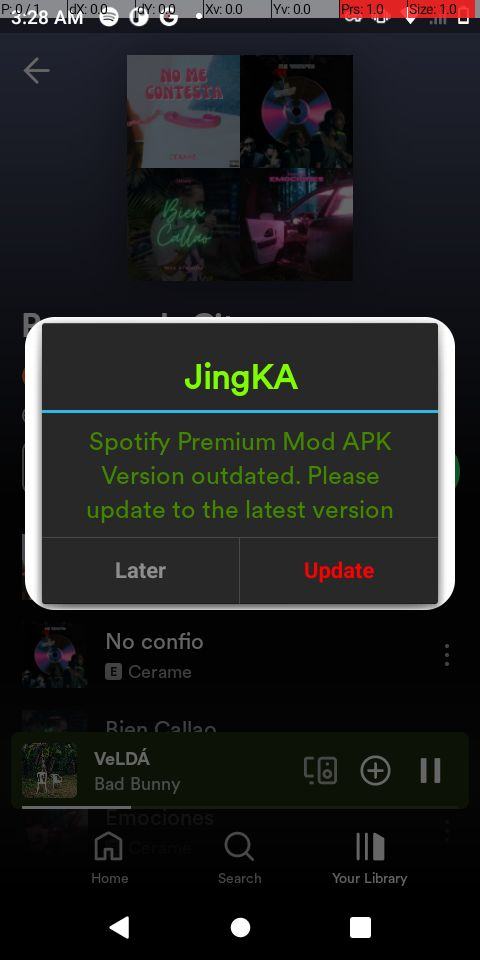 P: 0 / 1 dX: 0.0 dY: 0.0 Xv: 0.0 Yv: 0.0 Prs: 1.0 Size: 1.0
3:28 AM
NO ME
CONTESTA
CERAME
Bien
Callao
EMOCIONES
JingKA
Spotify Premium Mod APK
Version outdated. Please
update to the latest version
Later Update
No confio
E Cerame
Bien Callao
VeLDÁ
Bad Bunny
Emociones
Cerame
Home Search Your Library